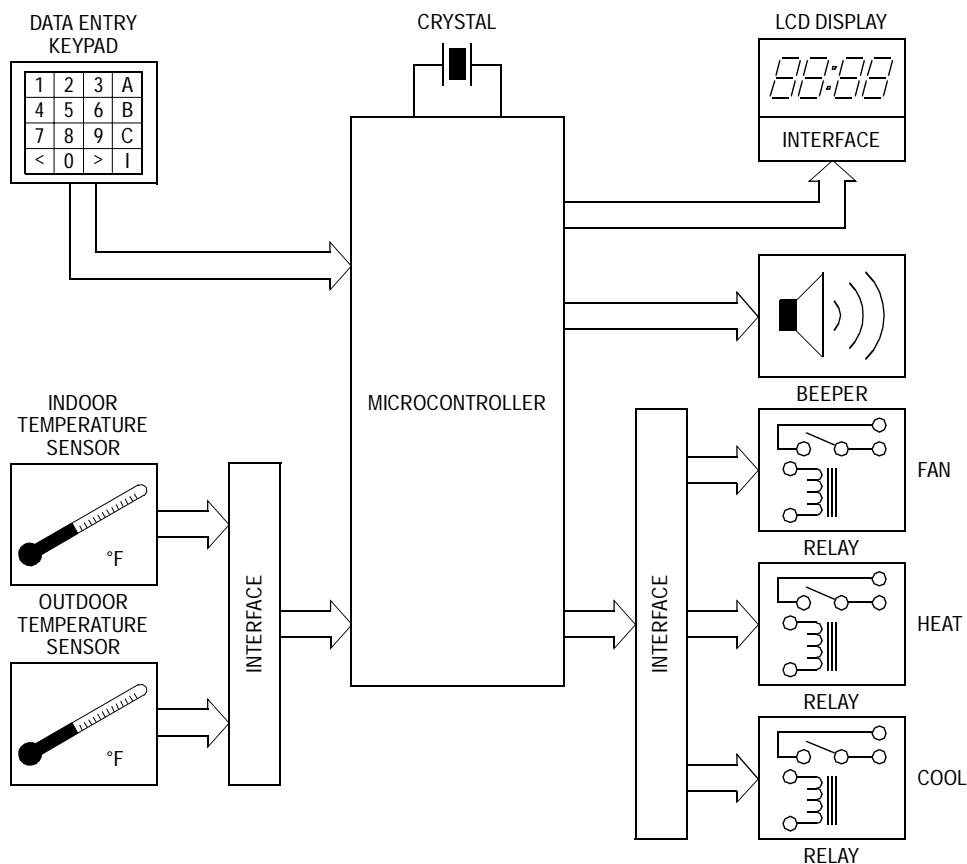 DATA ENTRY
KEYPAD
1 2 3 A
4 5 6 B
7 8 9 C
< 0 > I
CRYSTAL
LCD DISPLAY
88:88
INTERFACE
MICROCONTROLLER
BEEPER
INDOOR
TEMPERATURE
SENSOR
°F
OUTDOOR
TEMPERATURE
SENSOR
°F
INTERFACE
INTERFACE
FAN
RELAY
HEAT
RELAY
COOL
RELAY